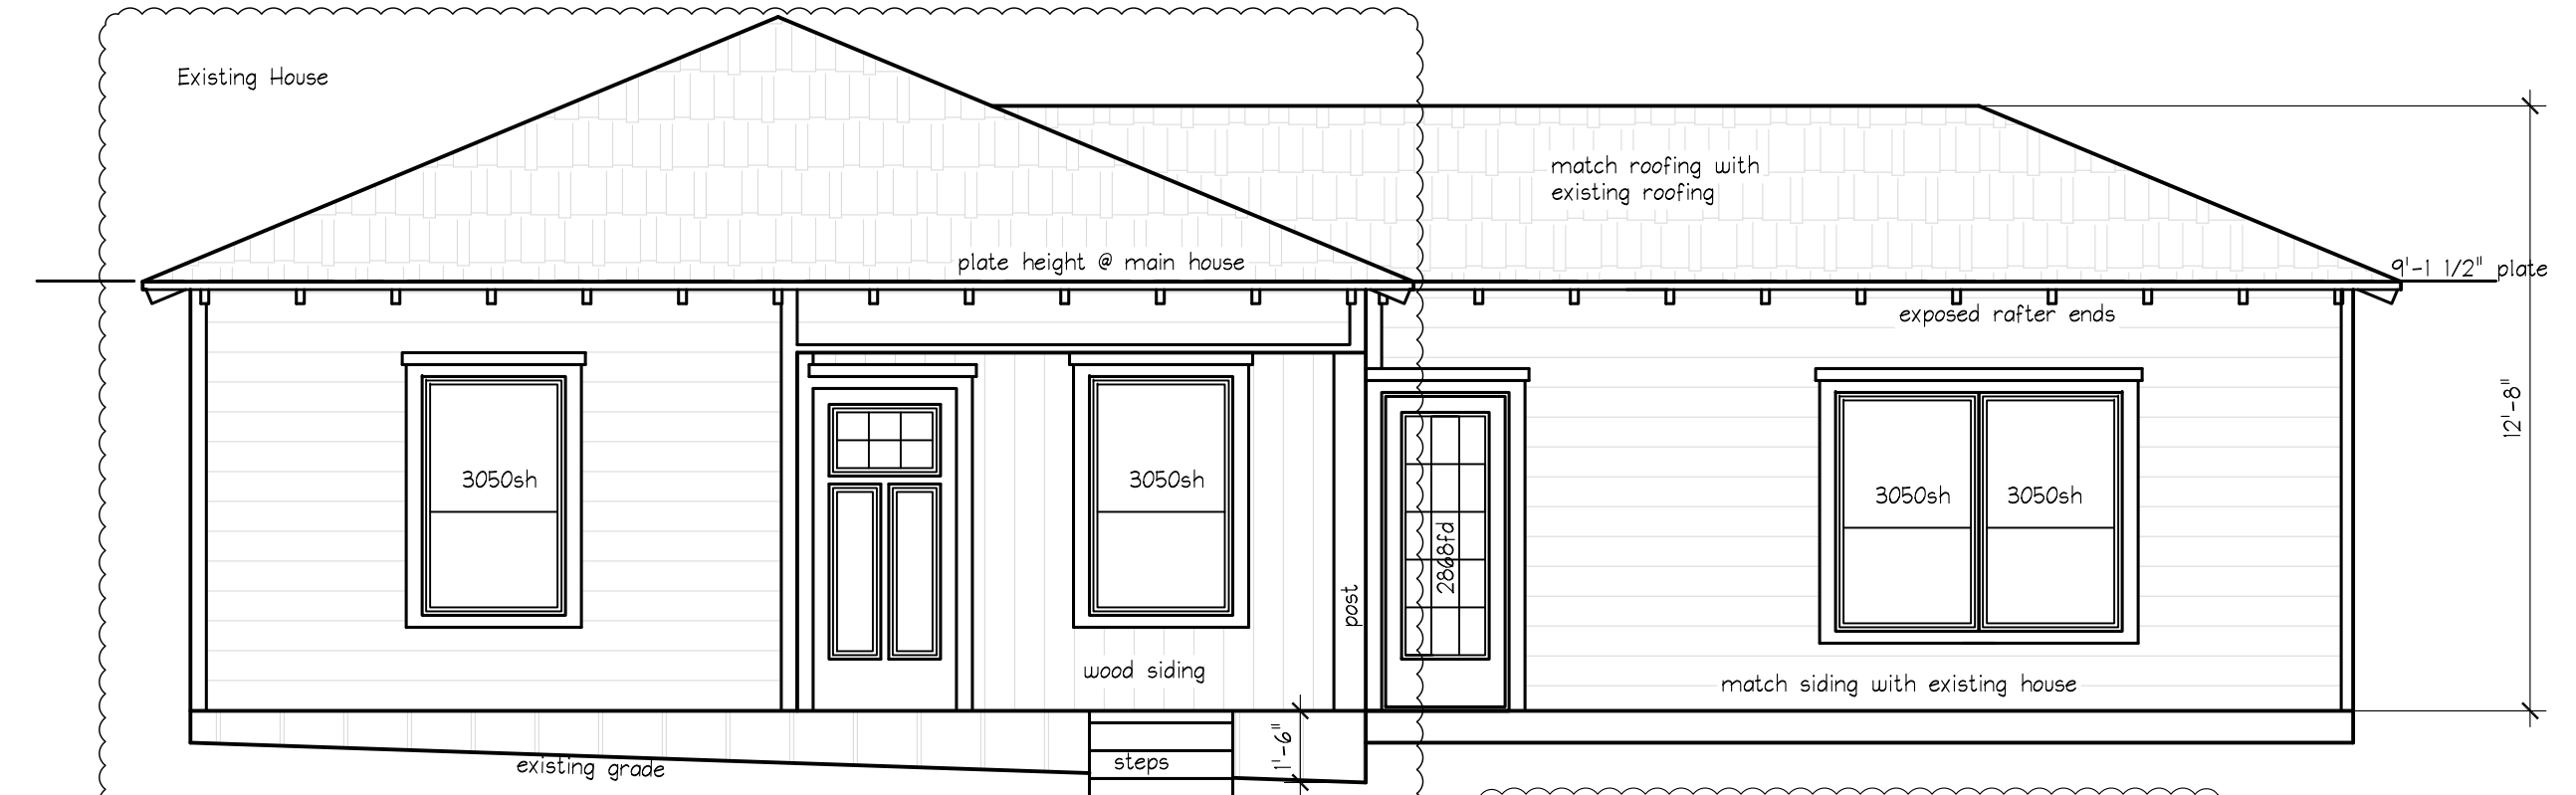 Existing House
match roofing with
existing roofing
plate height @ main house
9'-1 1/2" plate
exposed rafter ends
12'-8"
3050sh
3050sh
3050sh
3050sh
2868fd
post
wood siding
match siding with existing house
1'-6"
steps
existing grade